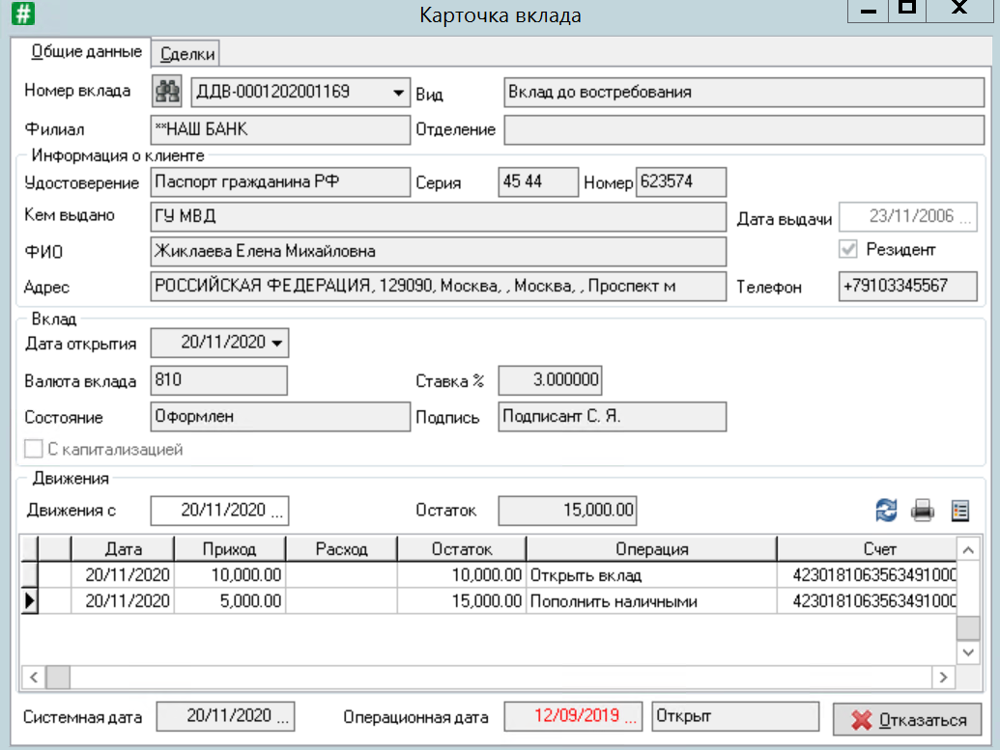 Карточка вклада
Общие данные Сделки
Номер вклада ДДВ-0001202001169 Вид Вклад до востребования
Филиал **НАШ БАНК Отделение
Информация о клиенте
Удостоверение Паспорт гражданина РФ Серия 45 44 Номер 623574
Кем выдано ГУ МВД Дата выдачи 23/11/2006 ...
ФИО Жиклаева Елена Михайловна Резидент
Адрес РОССИЙСКАЯ ФЕДЕРАЦИЯ, 129090, Москва, , Москва, , Проспект м Телефон +79103345567
Вклад
Дата открытия 20/11/2020
Валюта вклада 810 Ставка % 3.000000
Состояние Оформлен Подпись Подписант С. Я.
С капитализацией
Движения
Движения с 20/11/2020 ... Остаток 15,000.00
Дата Приход Расход Остаток Операция Счет
20/11/2020 10,000.00 10,000.00 Открыть вклад 4230181063563491000
20/11/2020 5,000.00 15,000.00 Пополнить наличными 4230181063563491000
Системная дата 20/11/2020 ... Операционная дата 12/09/2019 ... Открыт Отказаться